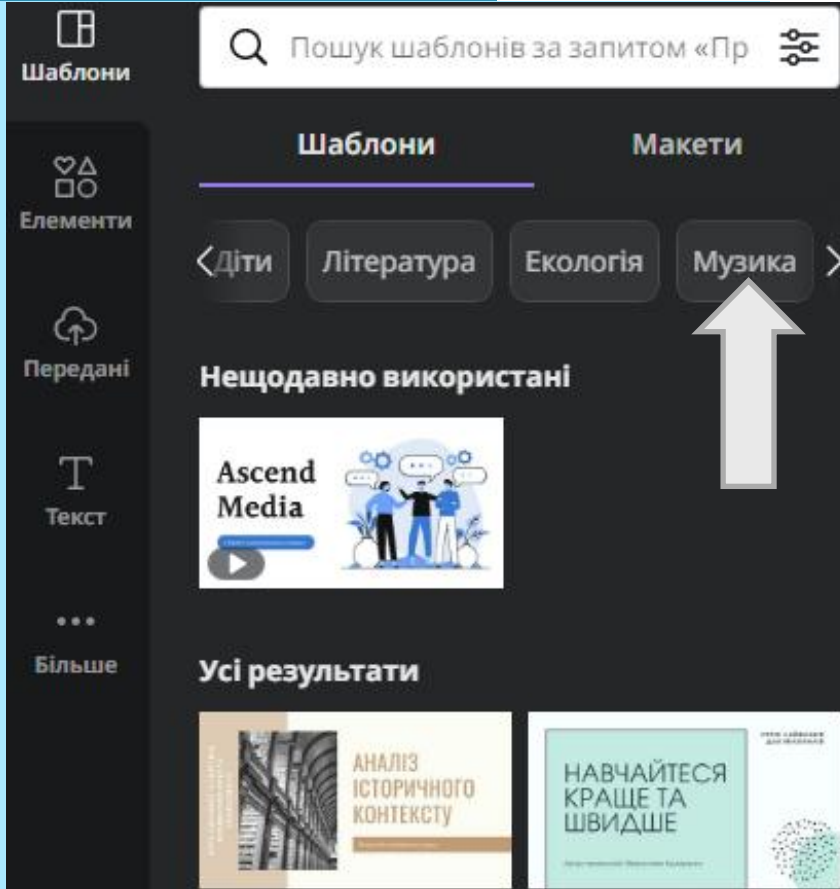 Шаблони
Елементи
Передані
Текст
Більше
Пошук шаблонів за запитом «Пр
Шаблони Макети
Діти Література Екологія Музика
Нещодавно використані
Ascend
Media
Усі результати
АНАЛІЗ
ІСТОРИЧНОГО
КОНТЕКСТУ
НАВЧАЙТЕСЯ
КРАЩЕ ТА
ШВИДШЕ